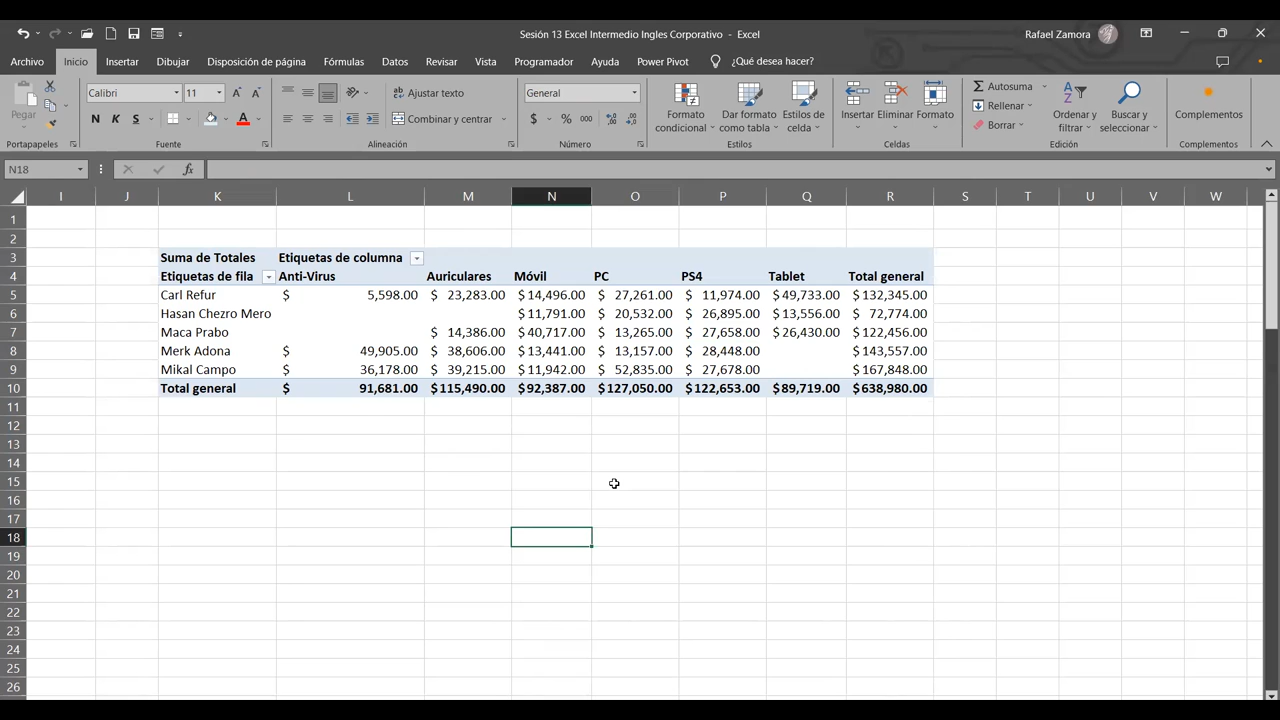 Sesión 13 Excel Intermedio Ingles Corporativo - Excel
Rafael Zamora
Archivo Inicio Insertar Dibujar Disposición de página Fórmulas Datos Revisar Vista Programador Ayuda Power Pivot ¿Qué desea hacer?
Pegar
Calibri 11
N K S A
Ajustar texto
Combinar y centrar
General
$ % 000
Formato condicional
Dar formato como tabla
Estilos de celda
Insertar Eliminar Formato
Autosuma
Rellenar
Borrar
Ordenar y filtrar
Buscar y seleccionar
Complementos
Portapapeles Fuente Alineación Número Estilos Celdas Edición Complementos
N18 fx
I J K L M N O P Q R S T U V W
1
2
3 Suma de Totales Etiquetas de columna
4 Etiquetas de fila Anti-Virus Auriculares Móvil PC PS4 Tablet Total general
5 Carl Refur $ 5,598.00 $ 23,283.00 $ 14,496.00 $ 27,261.00 $ 11,974.00 $ 49,733.00 $ 132,345.00
6 Hasan Chezro Mero $ 11,791.00 $ 20,532.00 $ 26,895.00 $ 13,556.00 $ 72,774.00
7 Maca Prabo $ 14,386.00 $ 40,717.00 $ 13,265.00 $ 27,658.00 $ 26,430.00 $ 122,456.00
8 Merk Adona $ 49,905.00 $ 38,606.00 $ 13,441.00 $ 13,157.00 $ 28,448.00 $ 143,557.00
9 Mikal Campo $ 36,178.00 $ 39,215.00 $ 11,942.00 $ 52,835.00 $ 27,678.00 $ 167,848.00
10 Total general $ 91,681.00 $ 115,490.00 $ 92,387.00 $ 127,050.00 $ 122,653.00 $ 89,719.00 $ 638,980.00
11
12
13
14
15
16
17
18
19
20
21
22
23
24
25
26